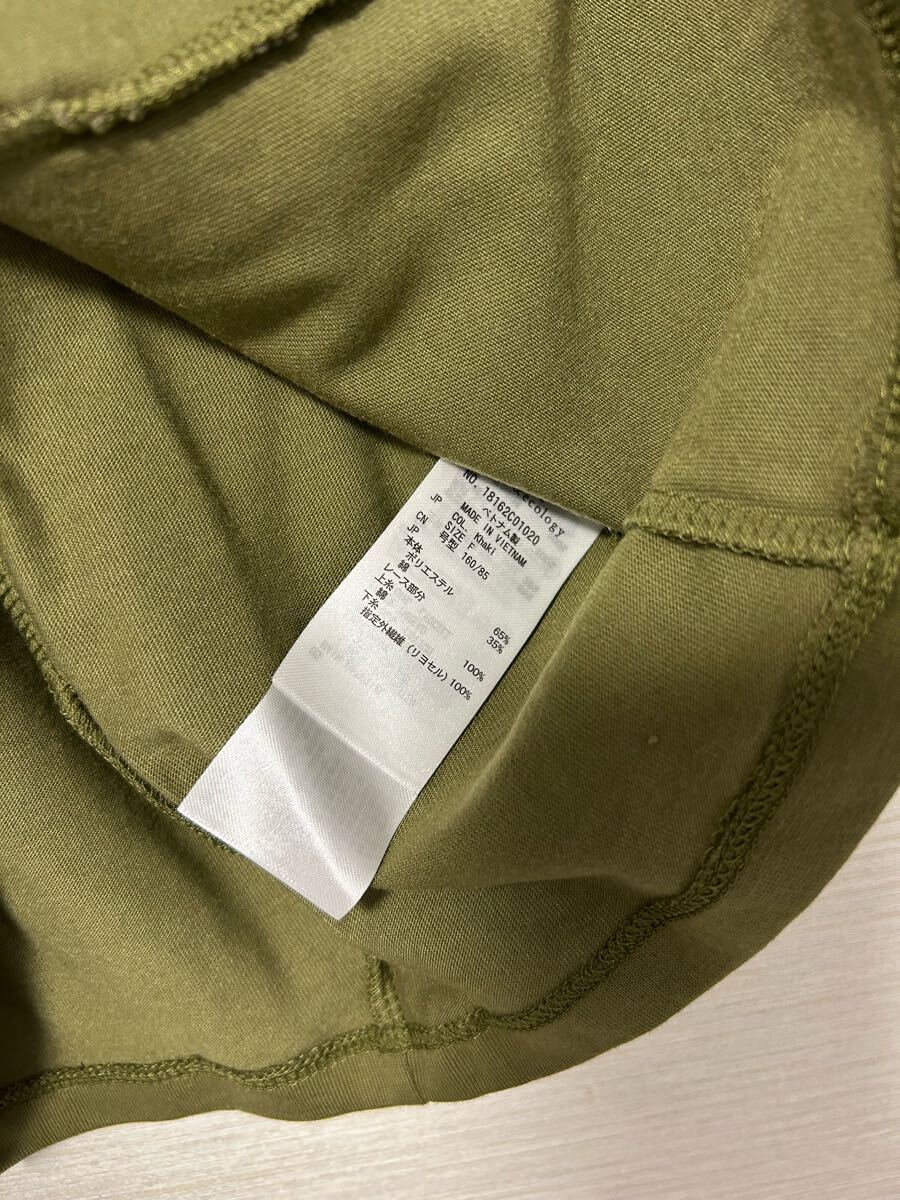 ecology
NO. 18162C01020
ベトナム製
MADE IN VIETNAM
JP COL. Khaki
CN SIZE F
JP 号型 160/85
本体
ポリエステル 65%
綿 35%
レース部分
上糸
綿 100%
下糸
指定外繊維(リヨセル)100%